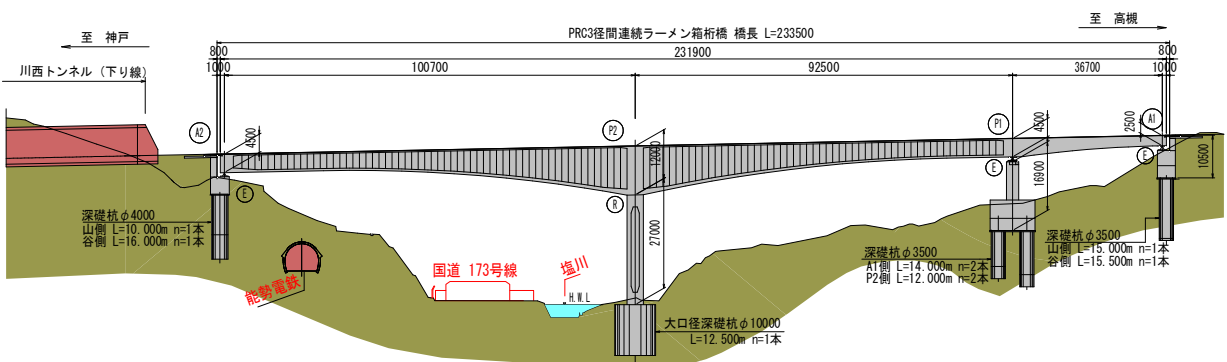 至 高槻
至 神戸
PRC3径間連続ラーメン箱桁橋 橋長 L=233500
800
231900
800
1000
100700
92500
36700
1000
川西トンネル（下り線）
A2
4500
P2
12000
P1
4500
2500
A1
10500
E
R
E
E
16900
27000
深礎杭φ4000
山側 L=10.000m n=1本
谷側 L=16.000m n=1本
能勢電鉄
国道 173号線
塩川
H.W.L
深礎杭φ3500
A1側 L=14.000m n=2本
P2側 L=12.000m n=2本
深礎杭φ3500
山側 L=15.000m n=1本
谷側 L=15.500m n=1本
大口径深礎杭φ10000
L=12.500m n=1本